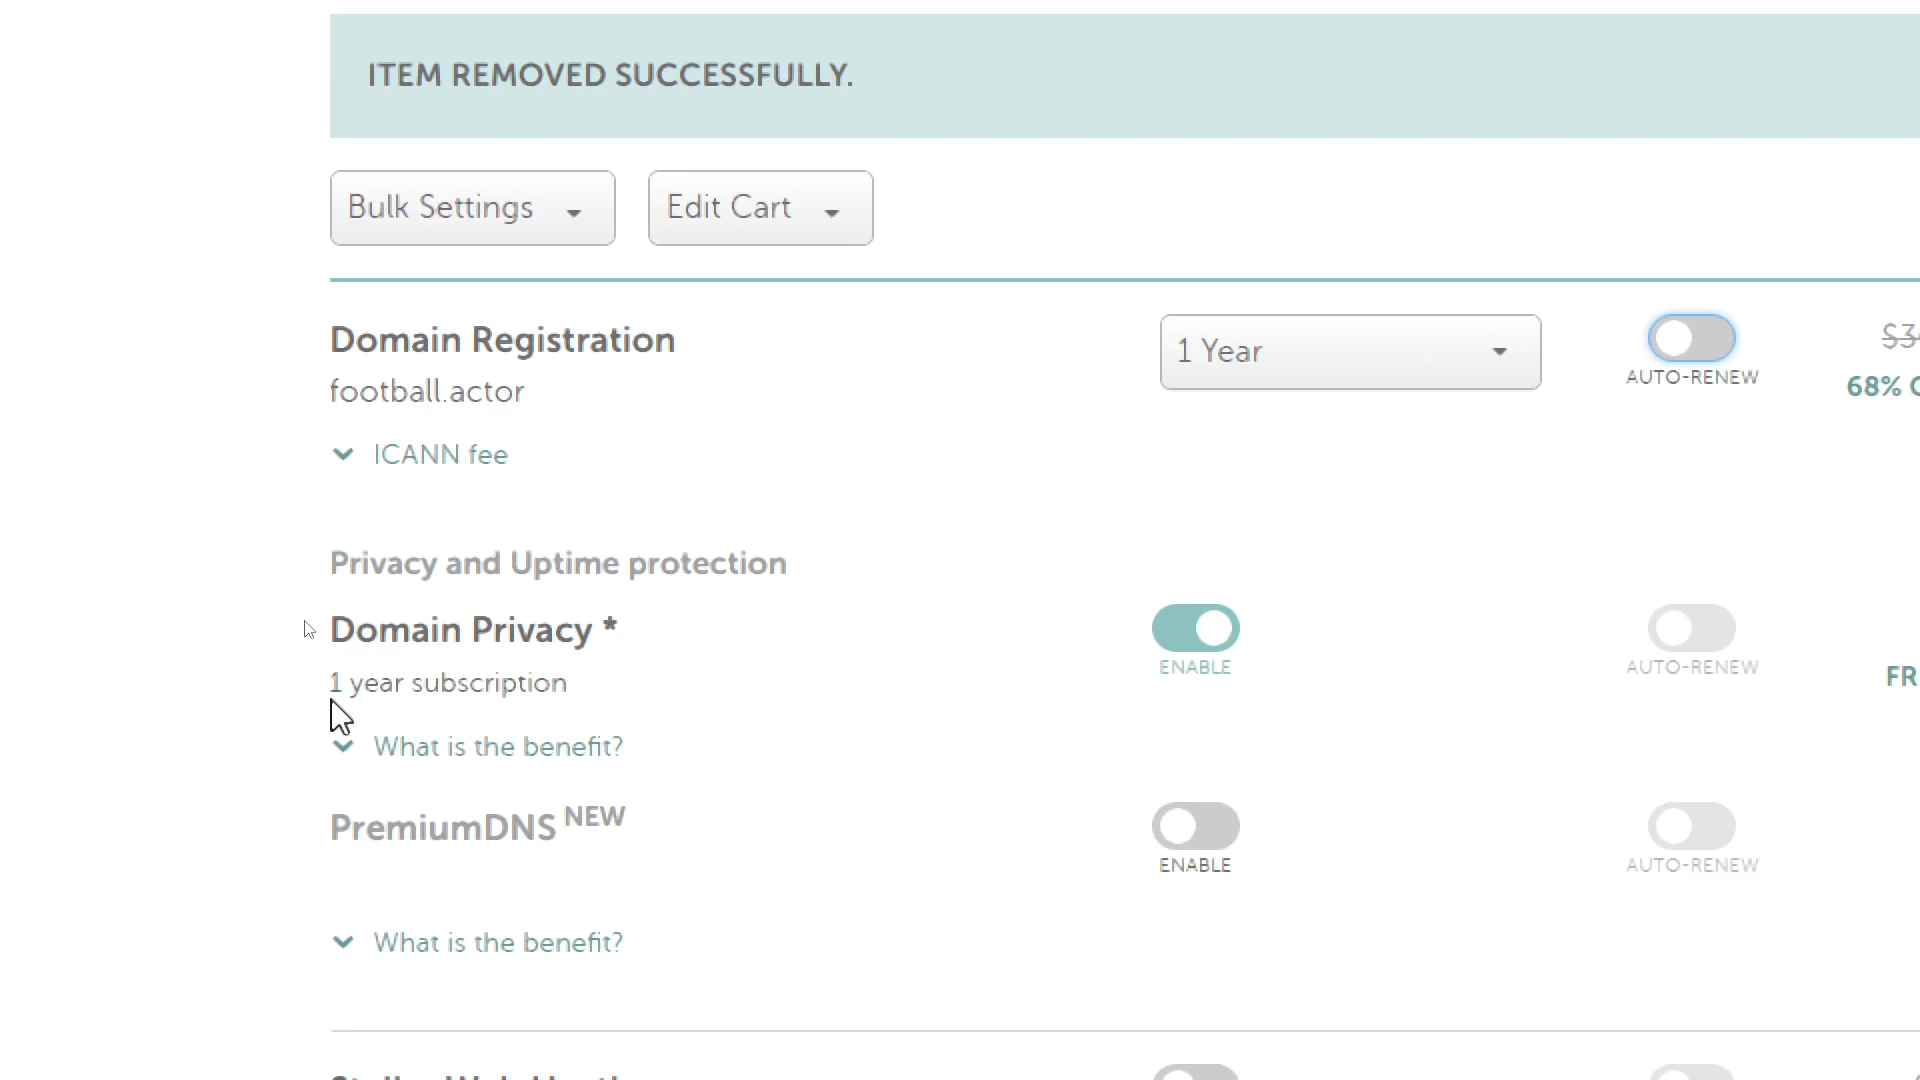 ITEM REMOVED SUCCESSFULLY.
Bulk Settings Edit Cart
Domain Registration 1 Year
football.actor AUTO-RENEW
68%
ICANN fee
Privacy and Uptime protection
Domain Privacy *
1 year subscription ENABLE AUTO-RENEW
What is the benefit?
PremiumDNS NEW
ENABLE AUTO-RENEW
What is the benefit?